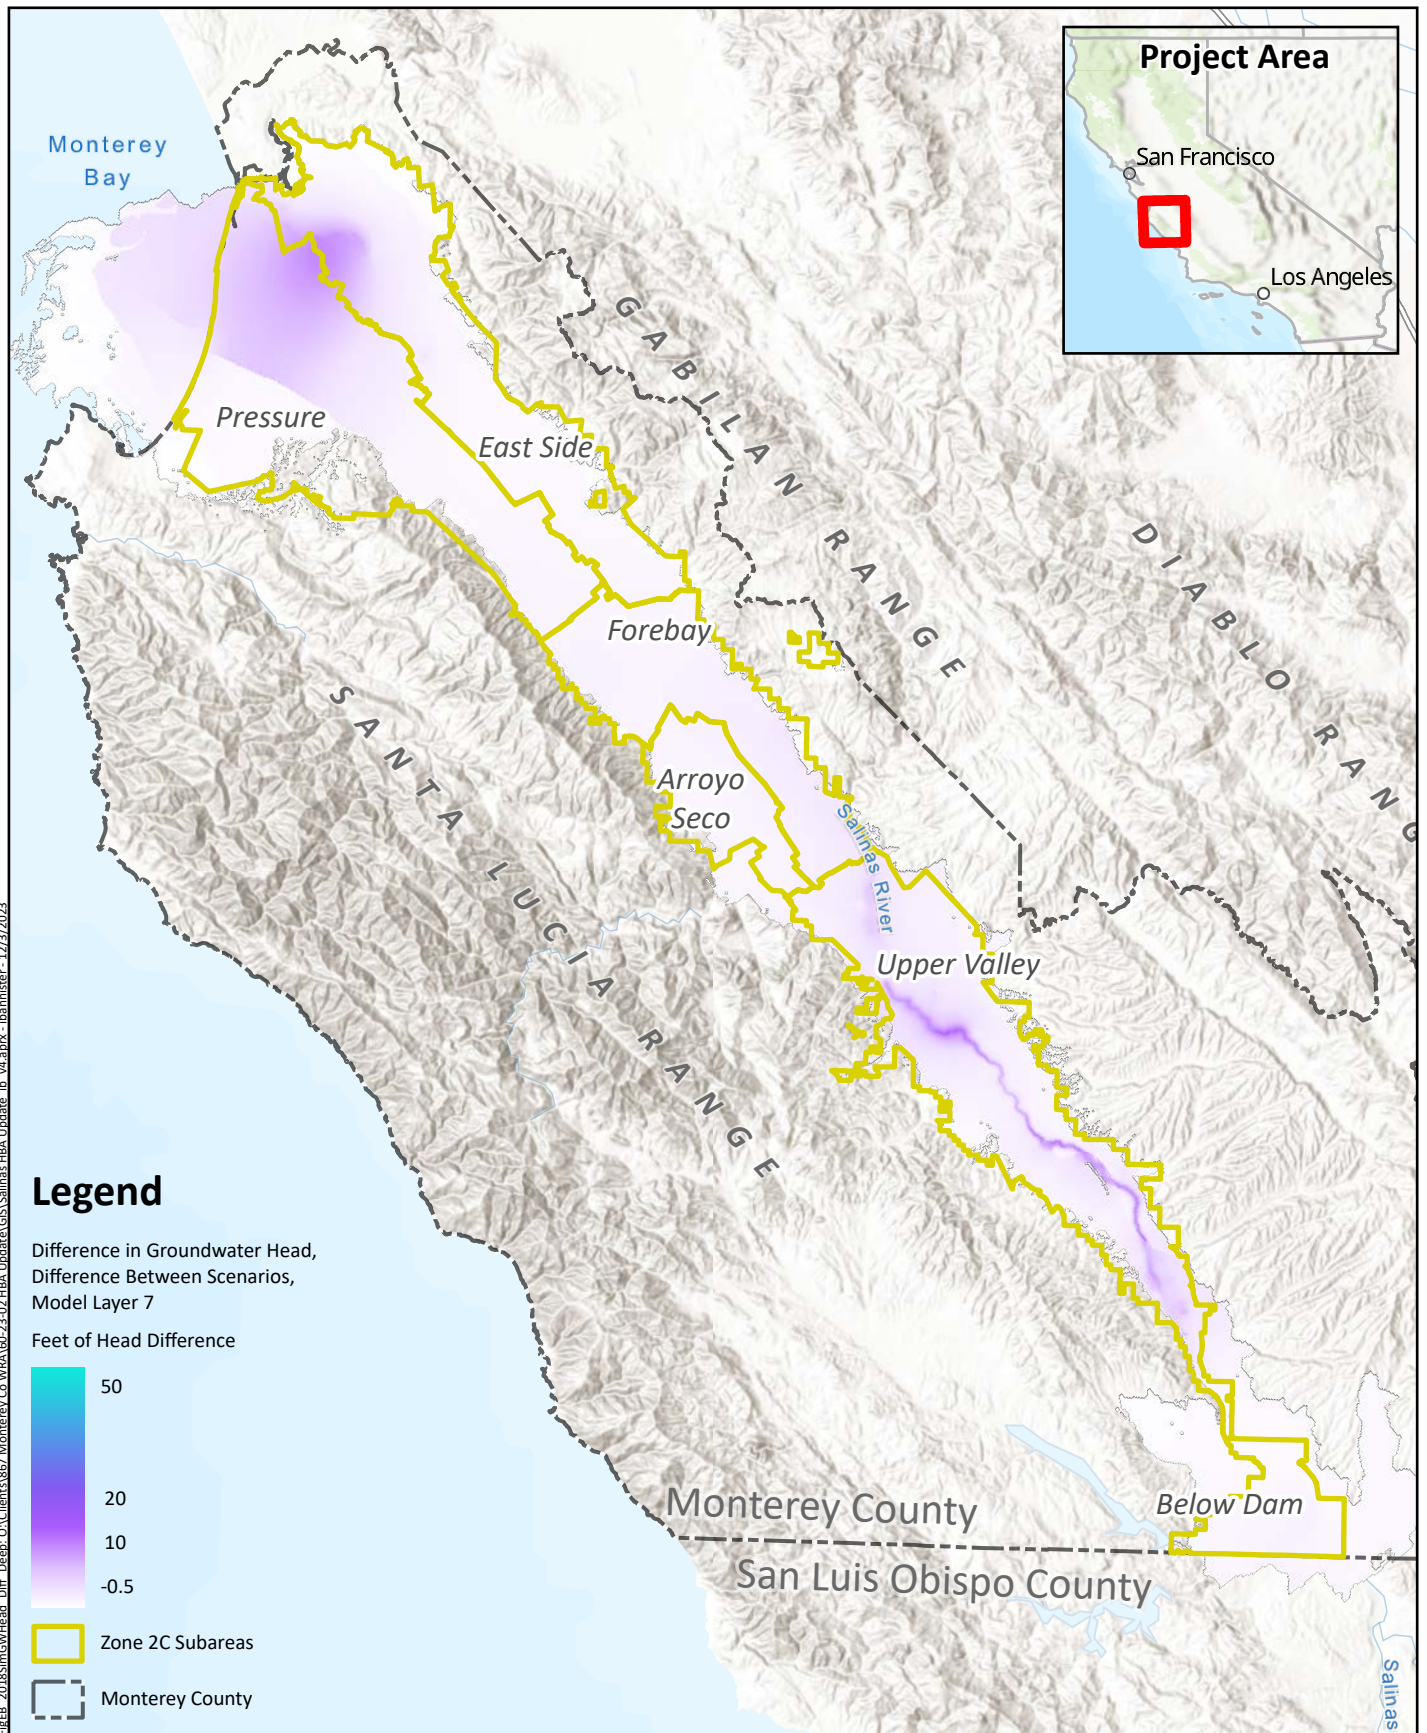 Project Area
San Francisco
Los Angeles
Monterey
Bay
GABILAN RANGE
DIABLO RANG
Pressure
East Side
Forebay
SANTA LUCIA RANGE
Arroyo
Seco
Salinas River
Upper Valley
Below Dam
Monterey County
San Luis Obispo County
Salinas
Legend
Difference in Groundwater Head,
Difference Between Scenarios,
Model Layer 7
Feet of Head Difference
50
20
10
-0.5
Zone 2C Subareas
Monterey County